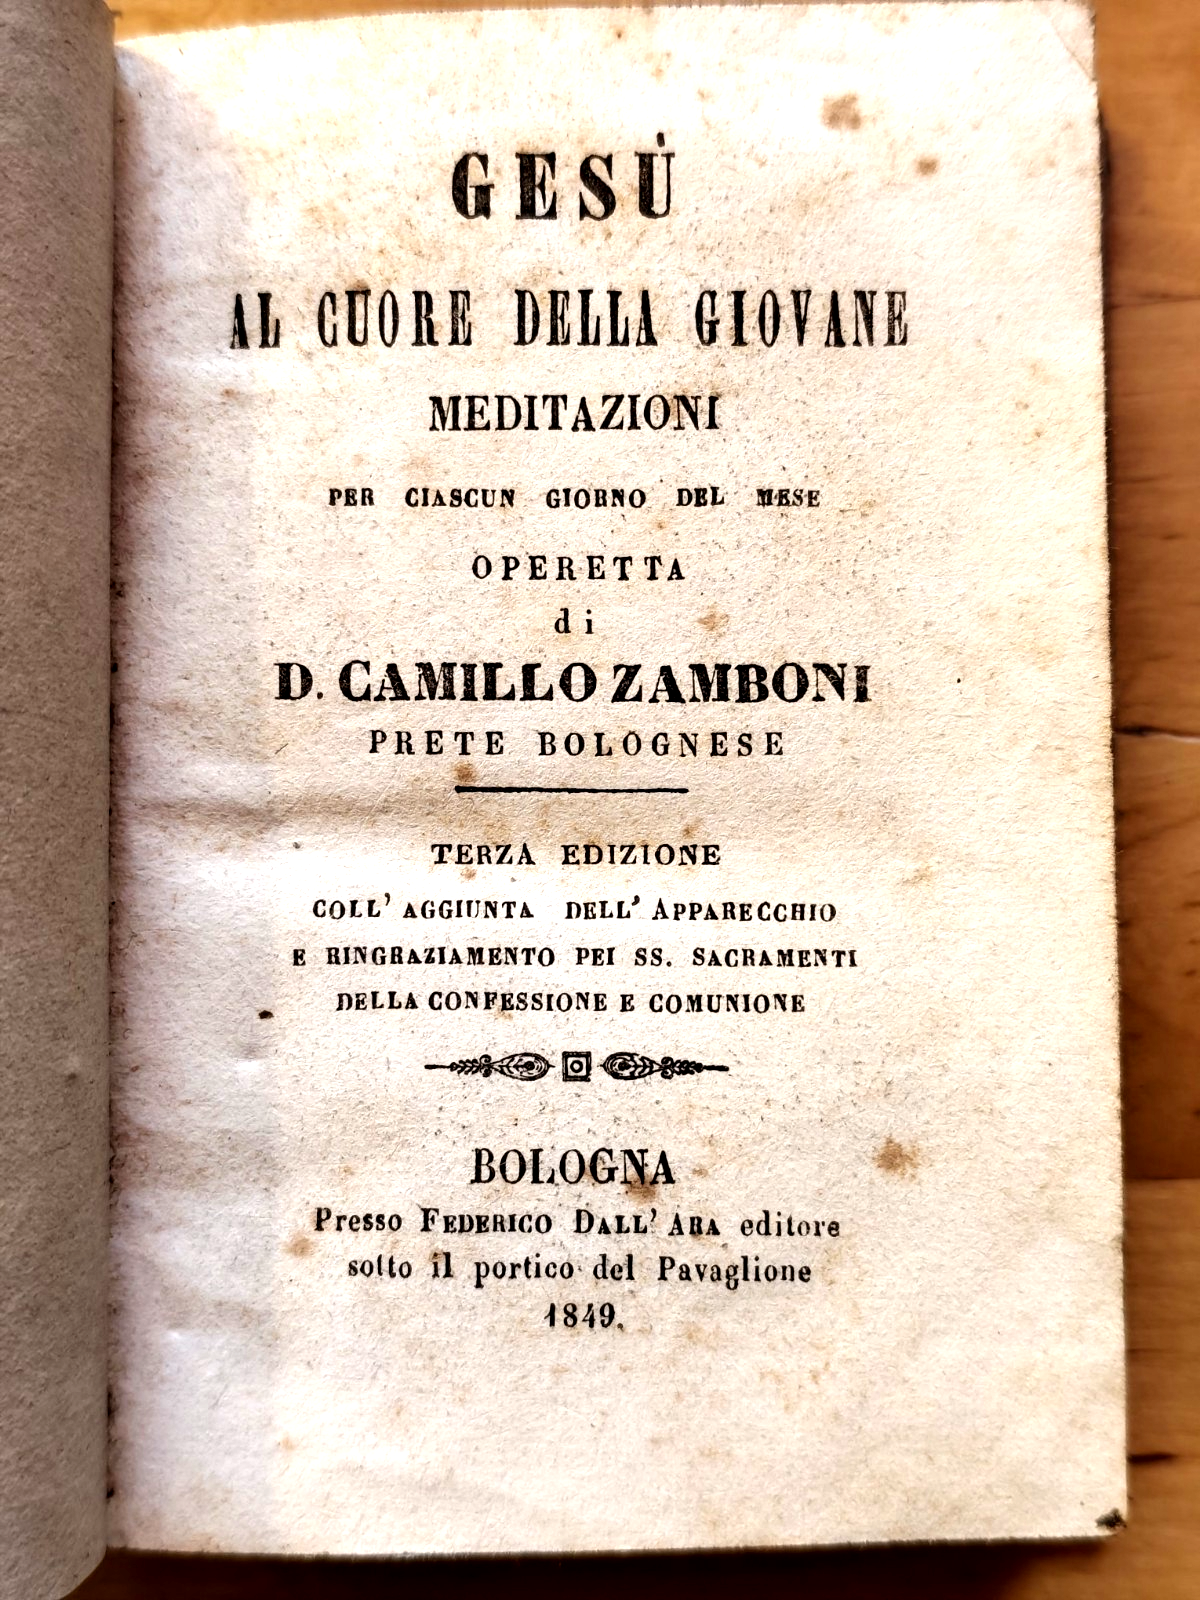 GESÙ
AL CUORE DELLA GIOVANE
MEDITAZIONI
PER CIASCUN GIORNO DEL MESE
OPERETTA
di
D. CAMILLO ZAMBONI
PRETE BOLOGNESE
TERZA EDIZIONE
COLL' AGGIUNTA DELL' APPARECCHIO
E RINGRAZIAMENTO PEI SS. SACRAMENTI
DELLA CONFESSIONE E COMUNIONE
BOLOGNA
Presso FEDERICO DALL' ARA editore
sotto il portico del Pavaglione
1849.